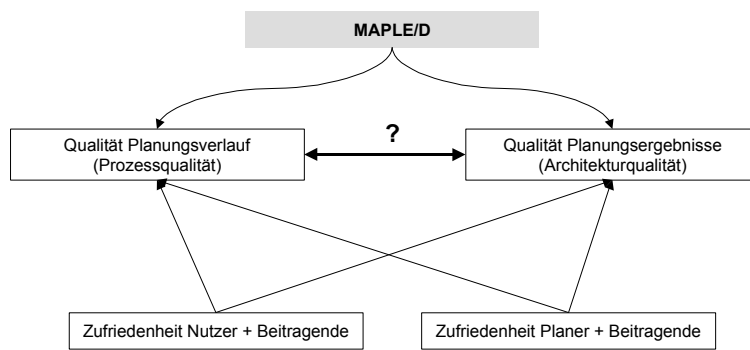 MAPLE/D
?
Qualität Planungsverlauf
(Prozessqualität)
Qualität Planungsergebnisse
(Architekturqualität)
Zufriedenheit Nutzer + Beitragende
Zufriedenheit Planer + Beitragende